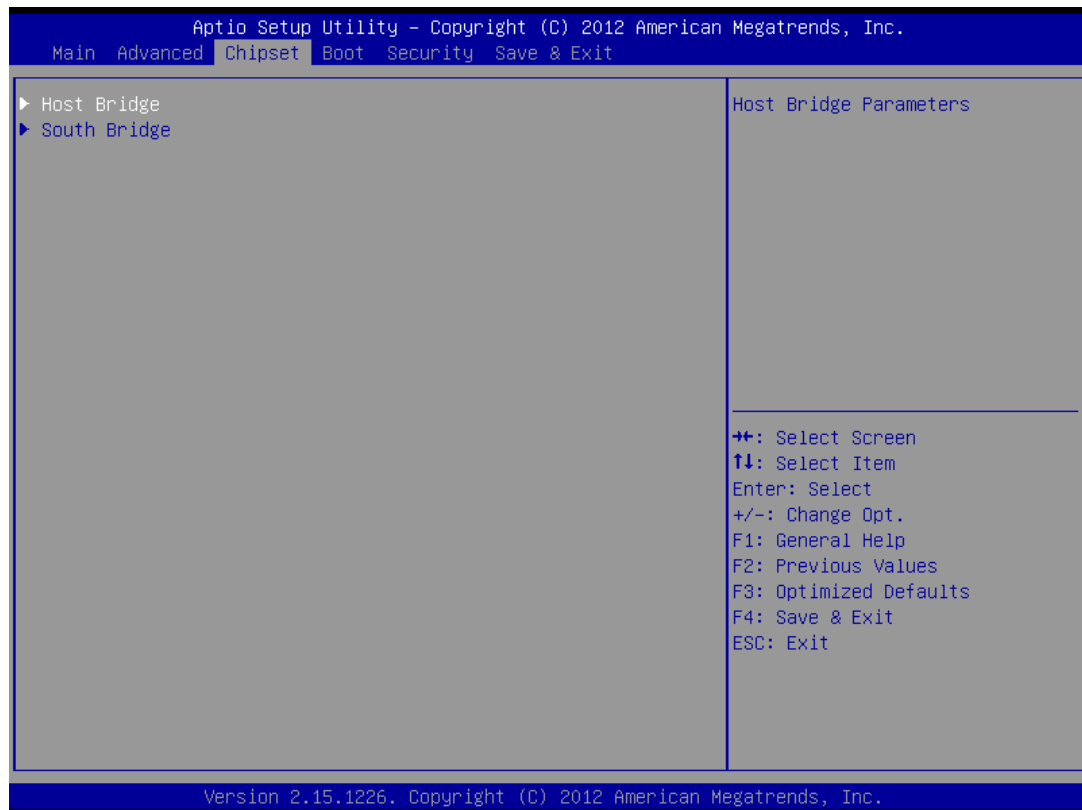 Aptio Setup Utility – Copyright (C) 2012 American Megatrends, Inc.
Main Advanced Chipset Boot Security Save & Exit
▶ Host Bridge
▶ South Bridge
Host Bridge Parameters
→←: Select Screen
↑↓: Select Item
Enter: Select
+/-: Change Opt.
F1: General Help
F2: Previous Values
F3: Optimized Defaults
F4: Save & Exit
ESC: Exit
Version 2.15.1226. Copyright (C) 2012 American Megatrends, Inc.